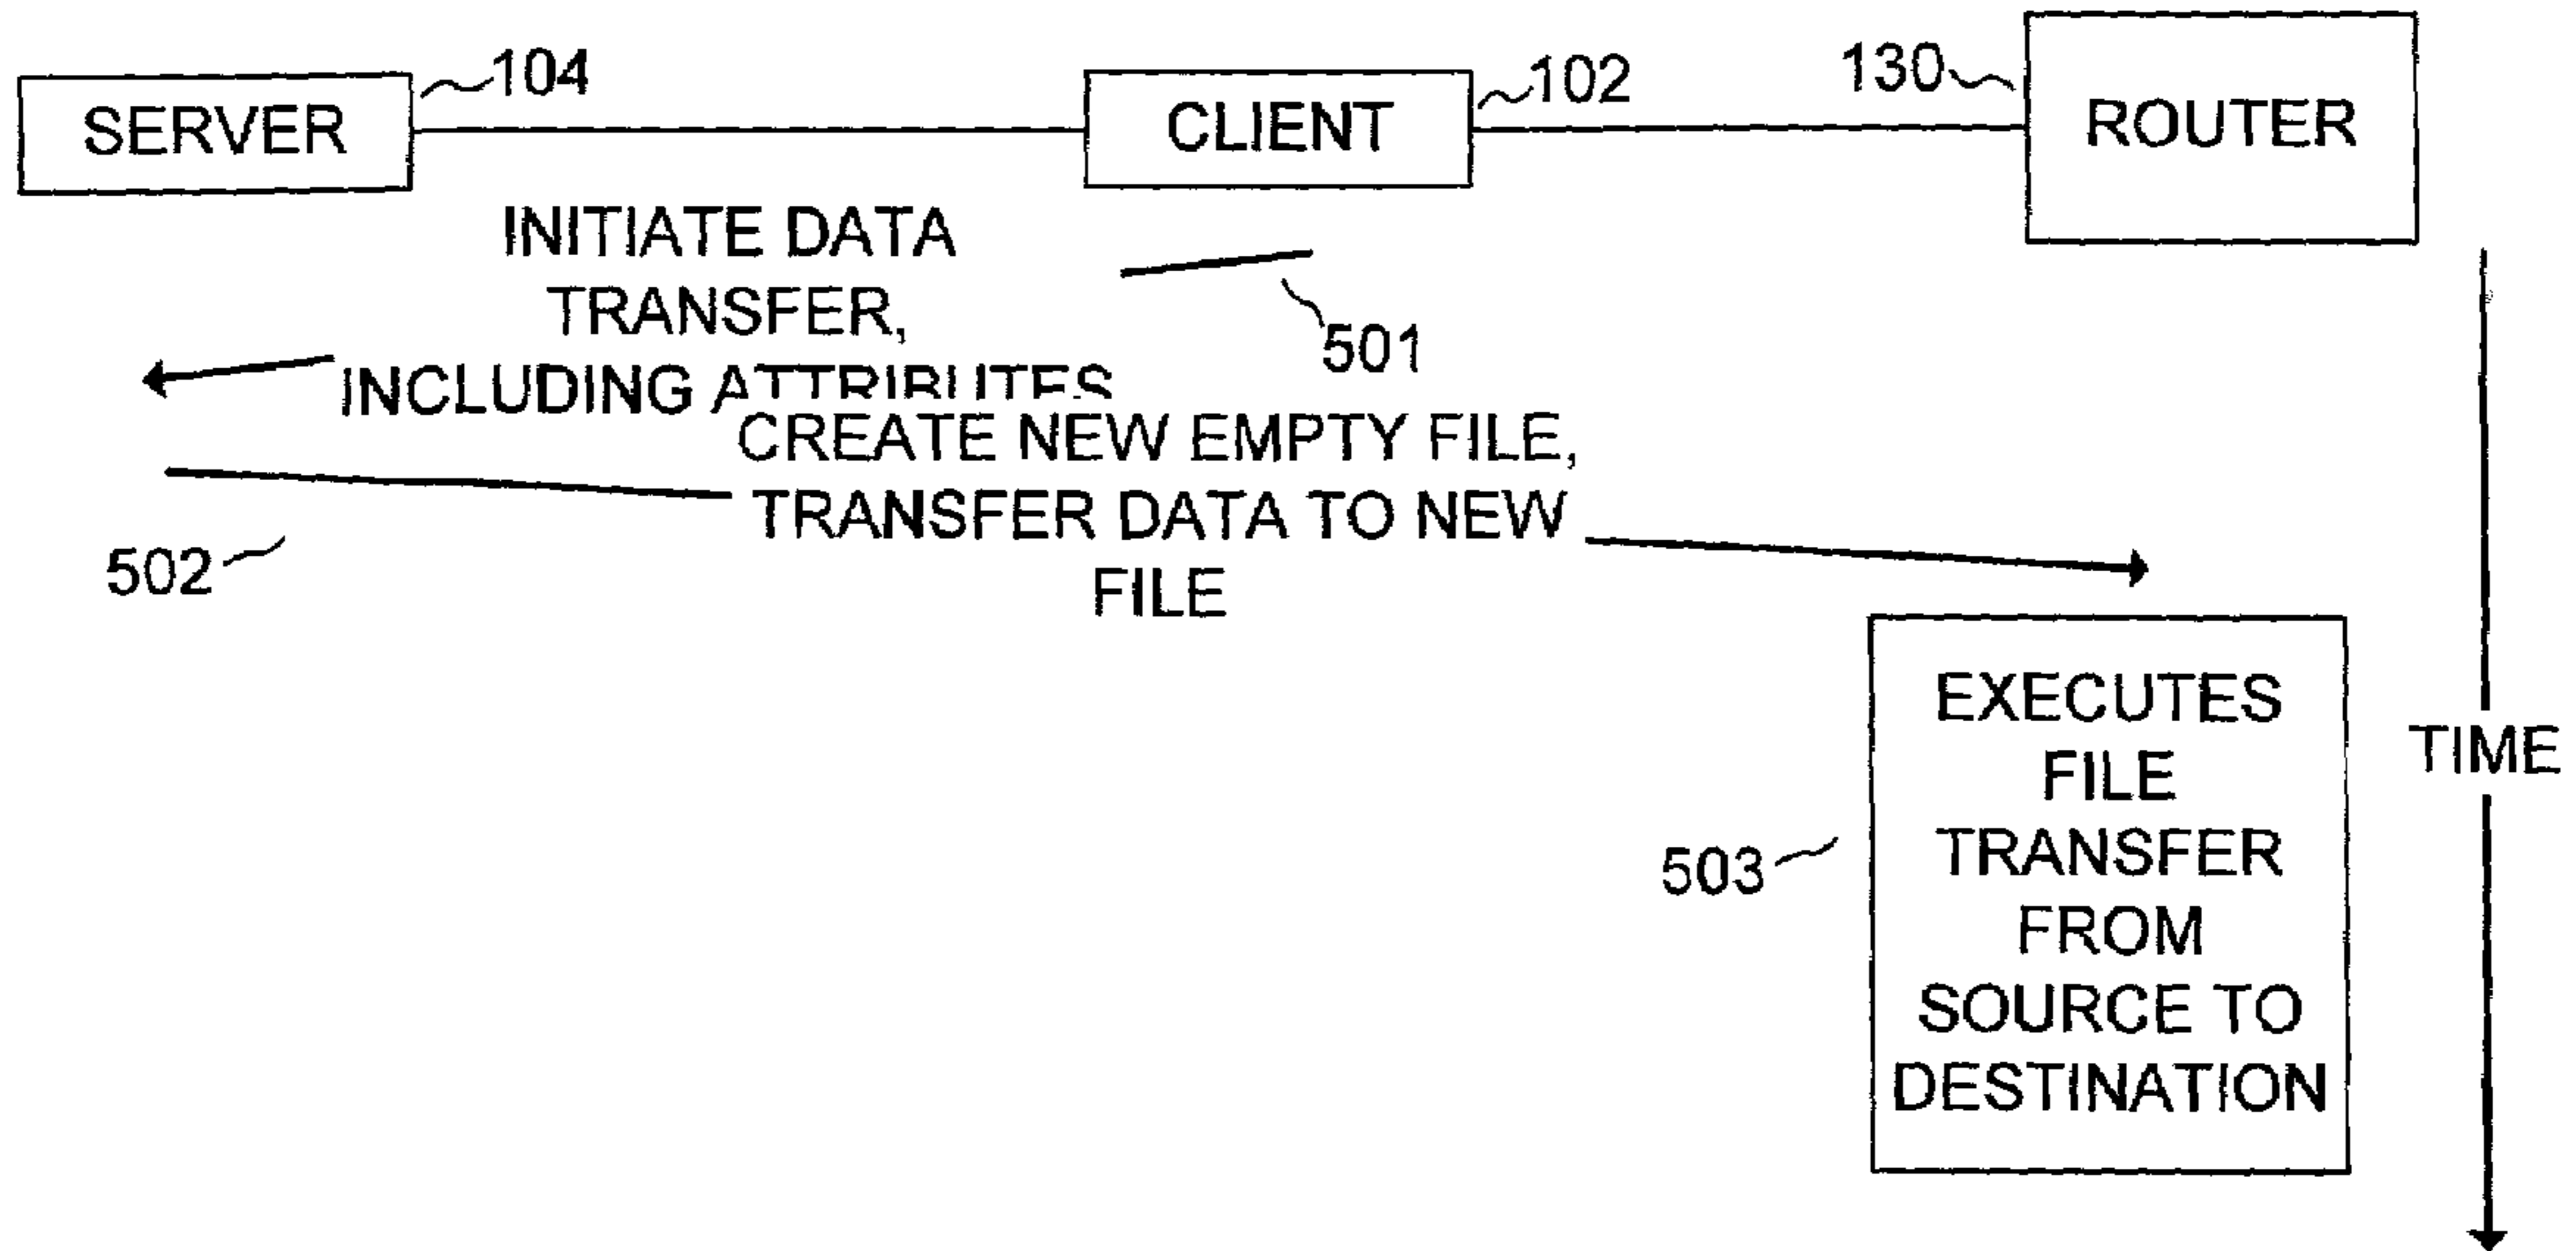 SERVER
104
CLIENT
102
130
ROUTER
INITIATE DATA
TRANSFER,
INCLUDING ATTRIBUTES
501
CREATE NEW EMPTY FILE,
TRANSFER DATA TO NEW
FILE
502
EXECUTES
FILE
TRANSFER
FROM
SOURCE TO
DESTINATION
503
TIME